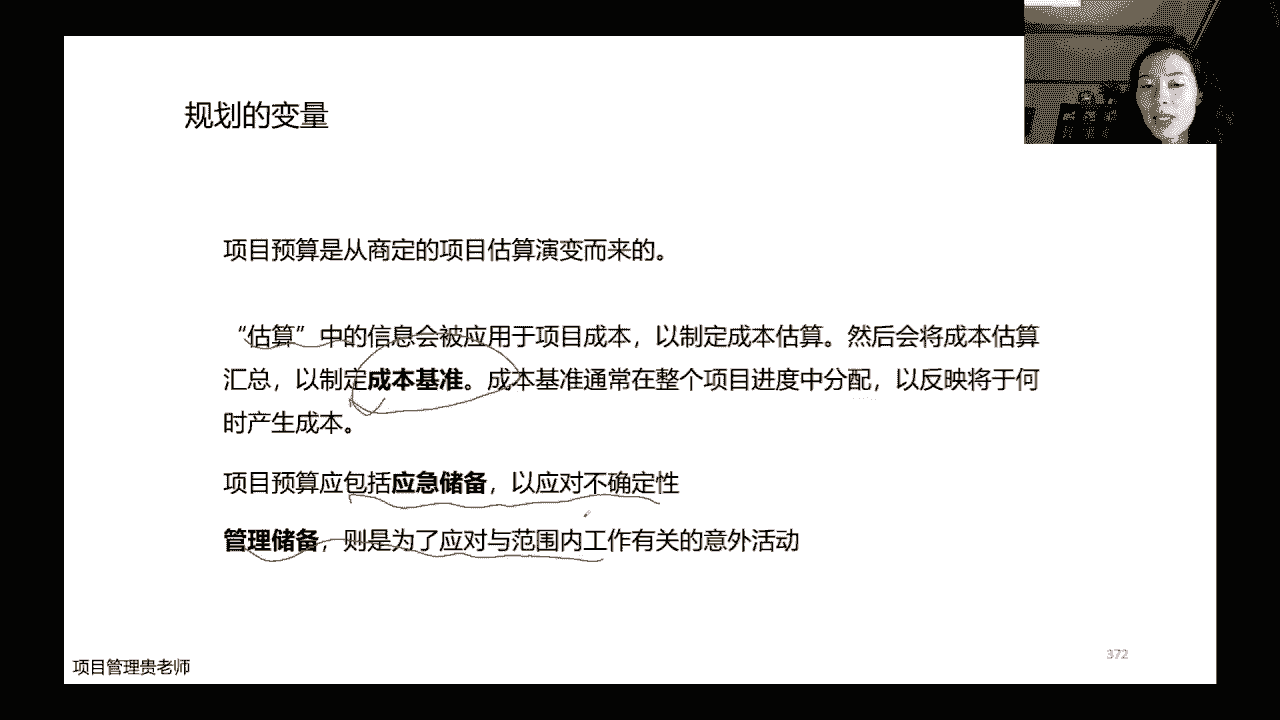 规划的变量
项目预算是从商定的项目估算演变而来的。
“估算”中的信息会被应用于项目成本，以制定成本估算。然后会将成本估算
汇总，以制定成本基准。成本基准通常在整个项目进度中分配，以反映将于何
时产生成本。
项目预算应包括应急储备，以应对不确定性
管理储备，则是为了应对与范围内工作有关的意外活动
372
项目管理贵老师